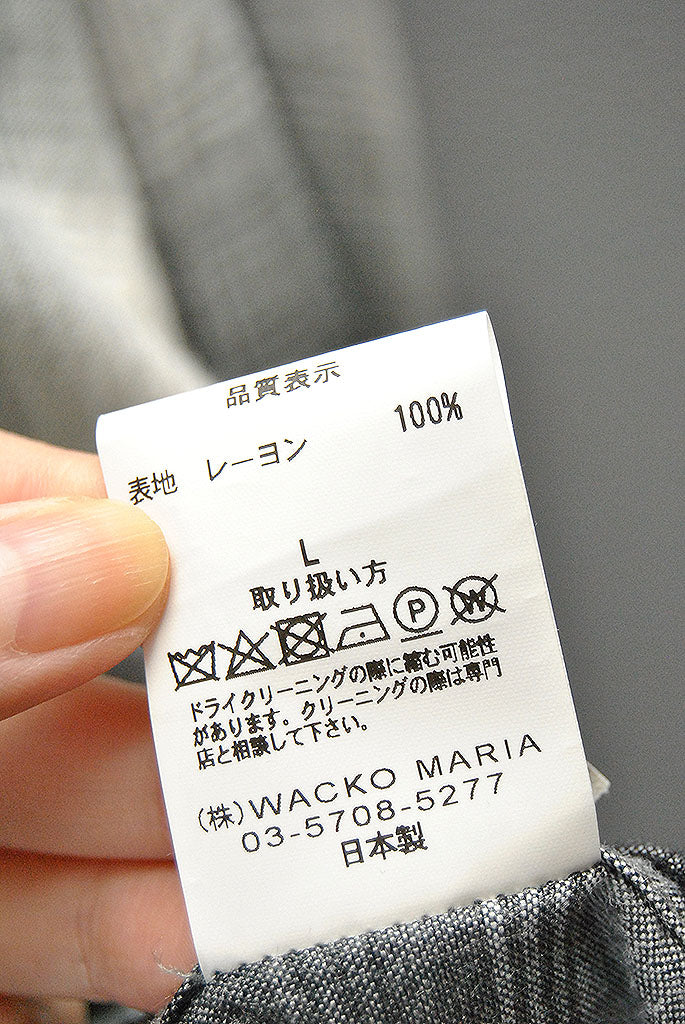 品質表示
表地 レーヨン 100%
L
取り扱い方
P W
ドライクリーニングの際に縮む可能性
があります。クリーニングの際は専門
店と相談して下さい。
(株)WACKO MARIA
03-5708-5277
日本製